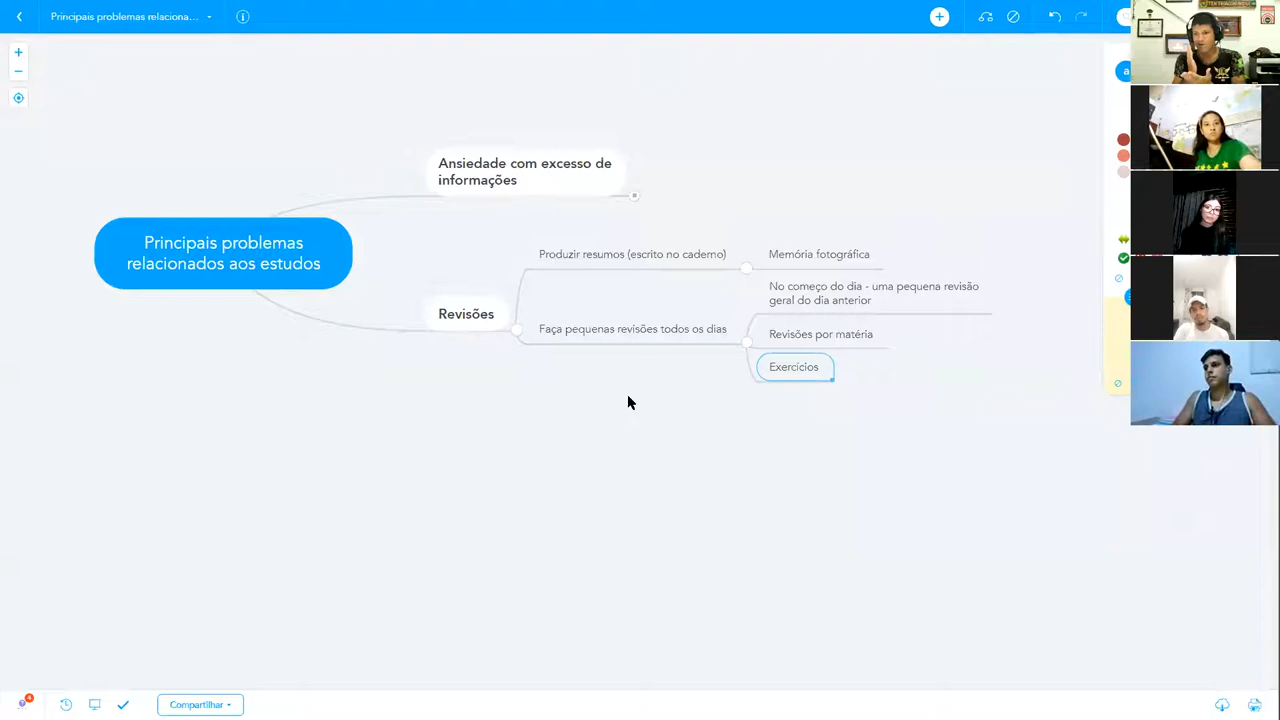 Principais problemas relaciona...
Ansiedade com excesso de
informações
Principais problemas
relacionados aos estudos
Produzir resumos (escrito no caderno)
Memória fotográfica
No começo do dia - uma pequena revisão
geral do dia anterior
Revisões
Faça pequenas revisões todos os dias
Revisões por matéria
Exercícios
a
4
Compartilhar